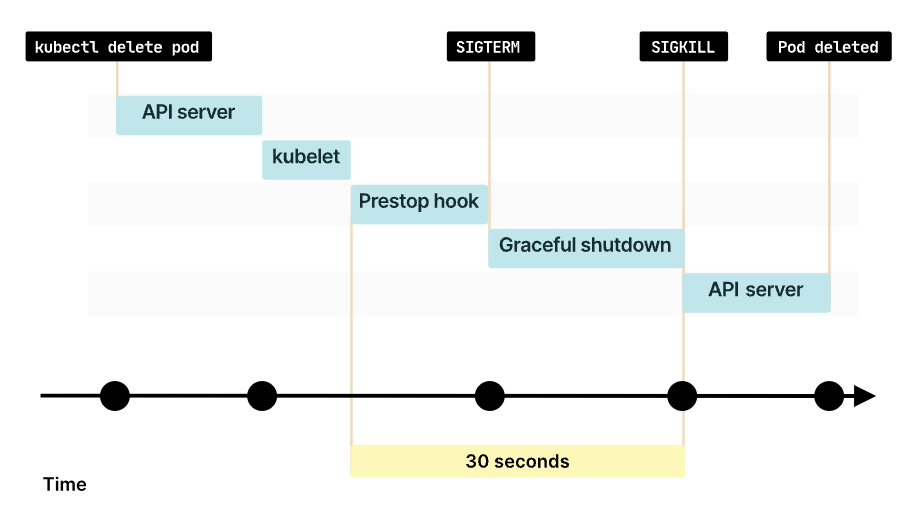 kubectl delete pod
SIGTERM
SIGKILL
Pod deleted
API server
kubelet
Prestop hook
Graceful shutdown
API server
30 seconds
Time